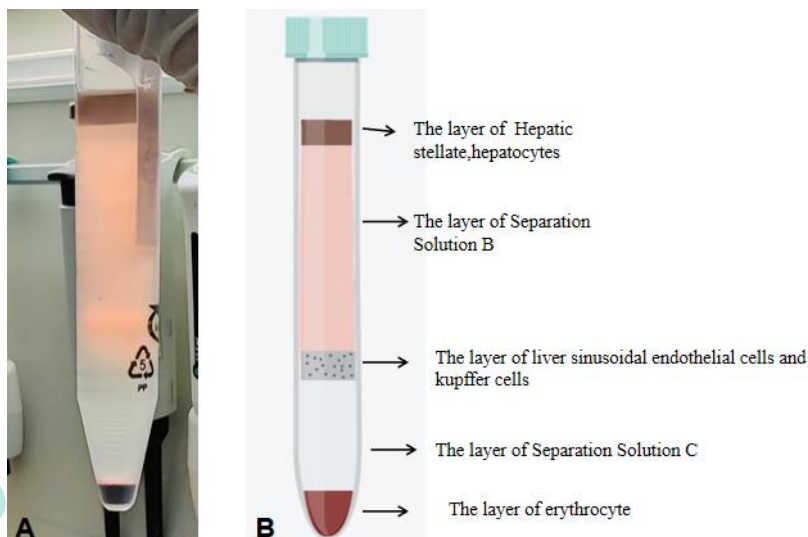 The layer of Hepatic
stellate,hepatocytes
The layer of Separation
Solution B
The layer of liver sinusoidal endothelial cells and
kupffer cells
The layer of Separation Solution C
The layer of erythrocyte
5
PP
A
B